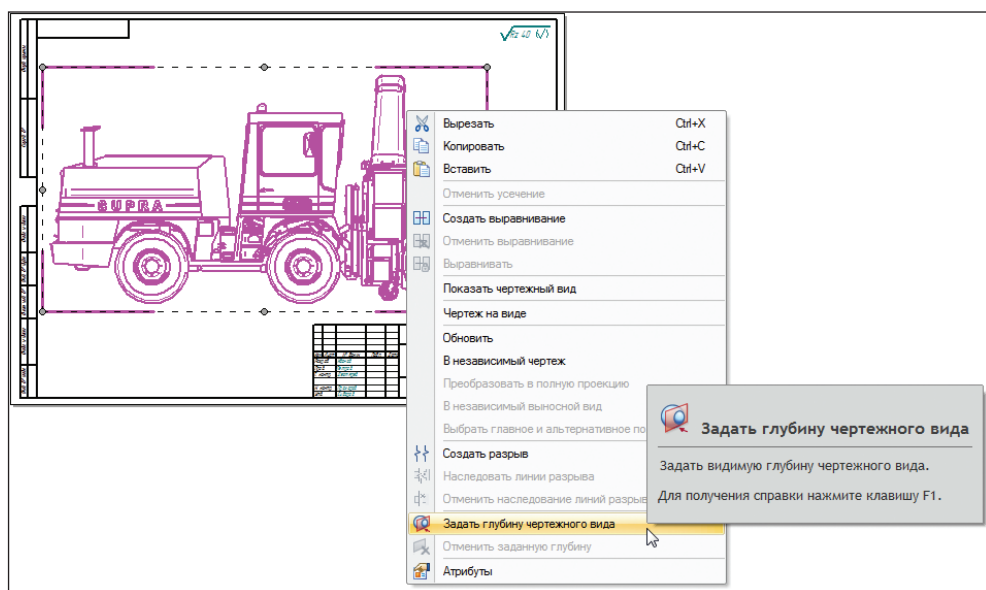 √Rz 40 (√)
SUPRA
Вырезать Ctrl+X
Копировать Ctrl+C
Вставить Ctrl+V
Отменить усечение
Создать выравнивание
Отменить выравнивание
Выравнивать
Показать чертежный вид
Чертеж на виде
Обновить
В независимый чертеж
Преобразовать в полную проекцию
В независимый выносной вид
Выбрать главное и альтернативное по
Создать разрыв
Наследовать линии разрыва
Отменить наследование линий разрыв
Задать глубину чертежного вида
Отменить заданную глубину
Атрибуты
Задать глубину чертежного вида
Задать видимую глубину чертежного вида.
Для получения справки нажмите клавишу F1.